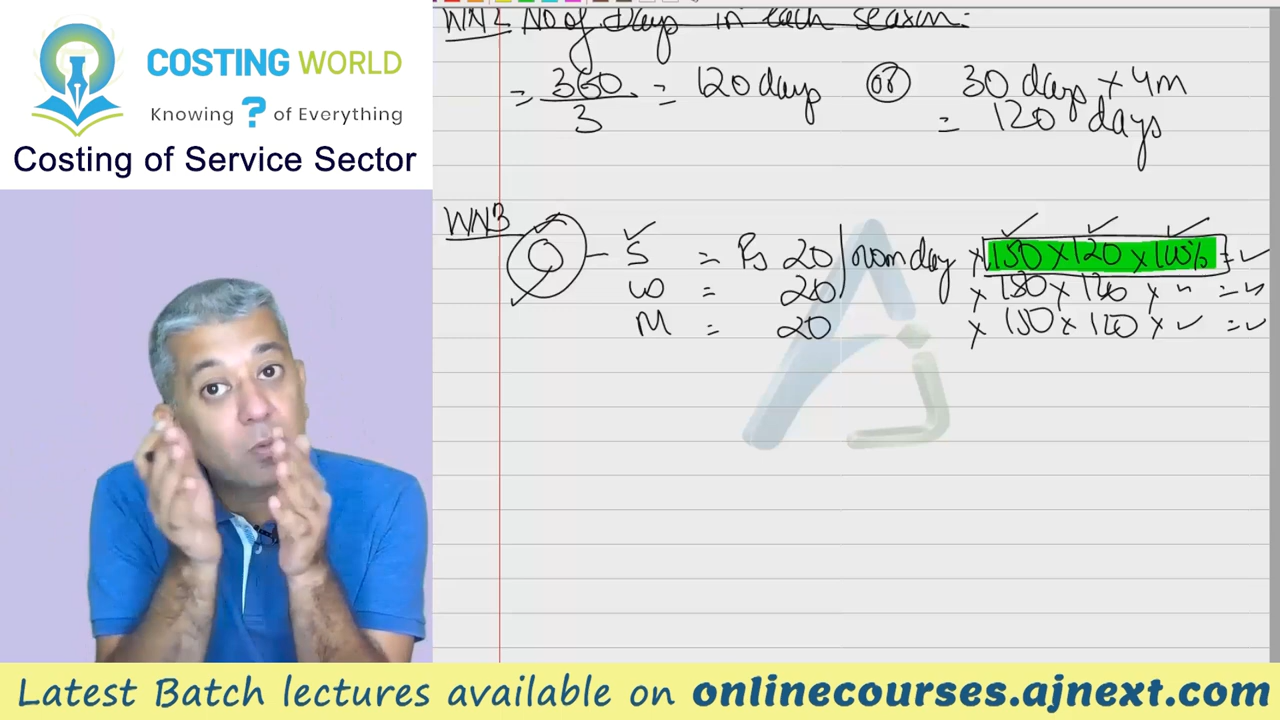 WN2 No of Days in each season:-
= 360/3 = 120 days or 30 days x 4m
= 120 days
COSTING WORLD
Knowing ? of Everything
Costing of Service Sector
WN3
S = Rs 20 / room day x 150 x 120 x 100% = ✓
W = 20 x 150 x 120 x ✓ = ✓
M = 20 x 150 x 120 x ✓ = ✓
Latest Batch lectures available on onlinecourses.ajnext.com